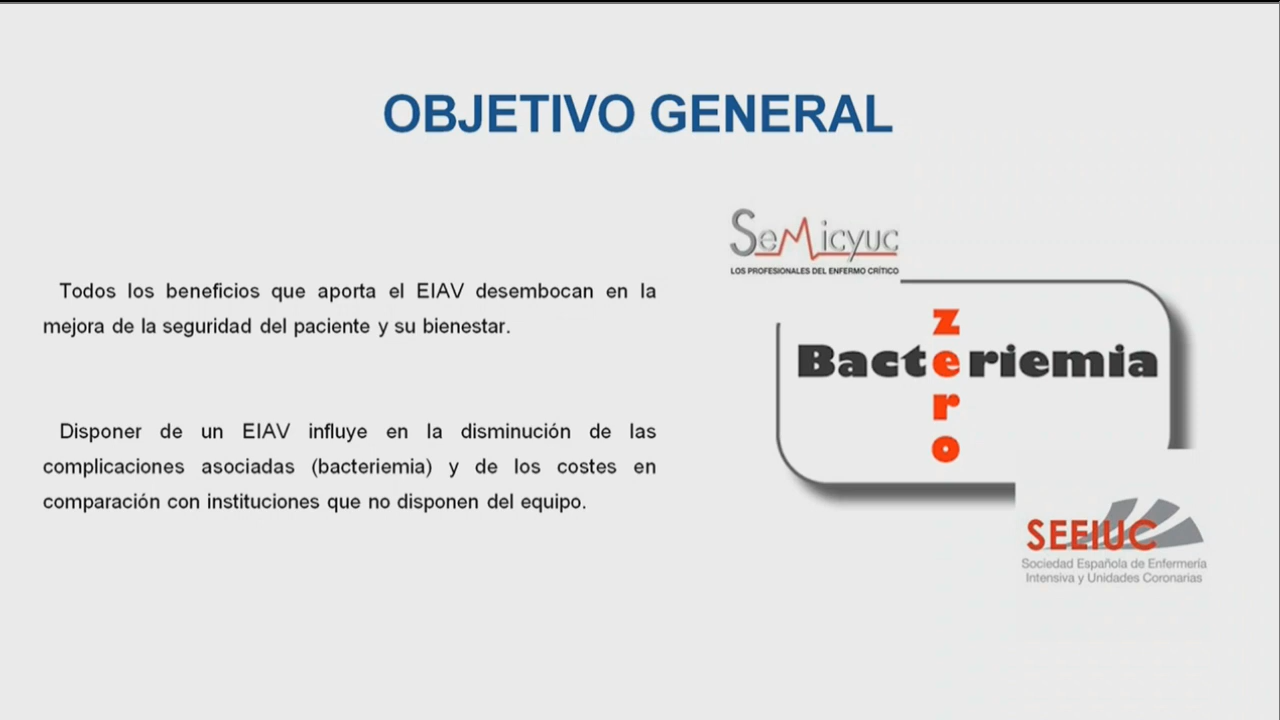 OBJETIVO GENERAL
Todos los beneficios que aporta el EIAV desembocan en la
mejora de la seguridad del paciente y su bienestar.
Disponer de un EIAV influye en la disminución de las
complicaciones asociadas (bacteriemia) y de los costes en
comparación con instituciones que no disponen del equipo.
SeMicyuc
LOS PROFESIONALES DEL ENFERMO CRÍTICO
Bacteriemia
zero
SEEIUC
Sociedad Española de Enfermería
Intensiva y Unidades Coronarias